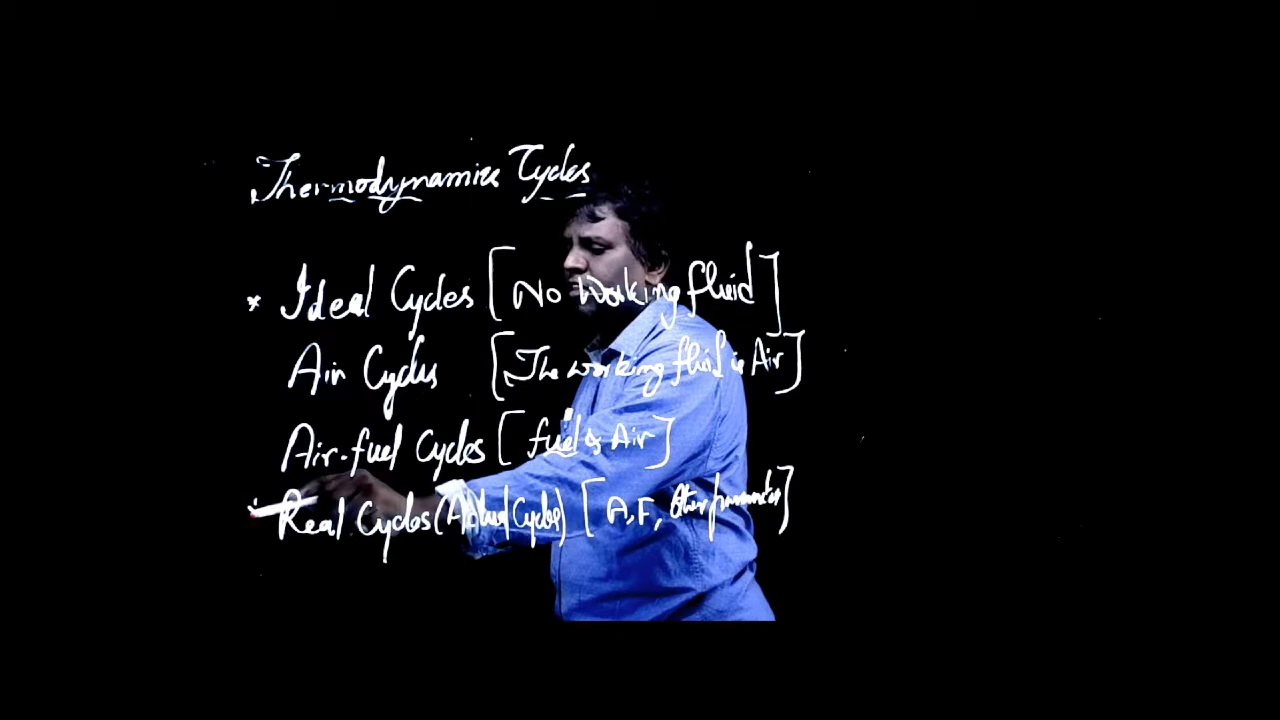 Thermodynamics Cycles
* Ideal Cycles [No Working fluid]
Air Cycles [The working fluid is Air]
Air-fuel Cycles [fuel & Air]
* Real Cycles (Actual Cycles) [A, F, Other parameters]